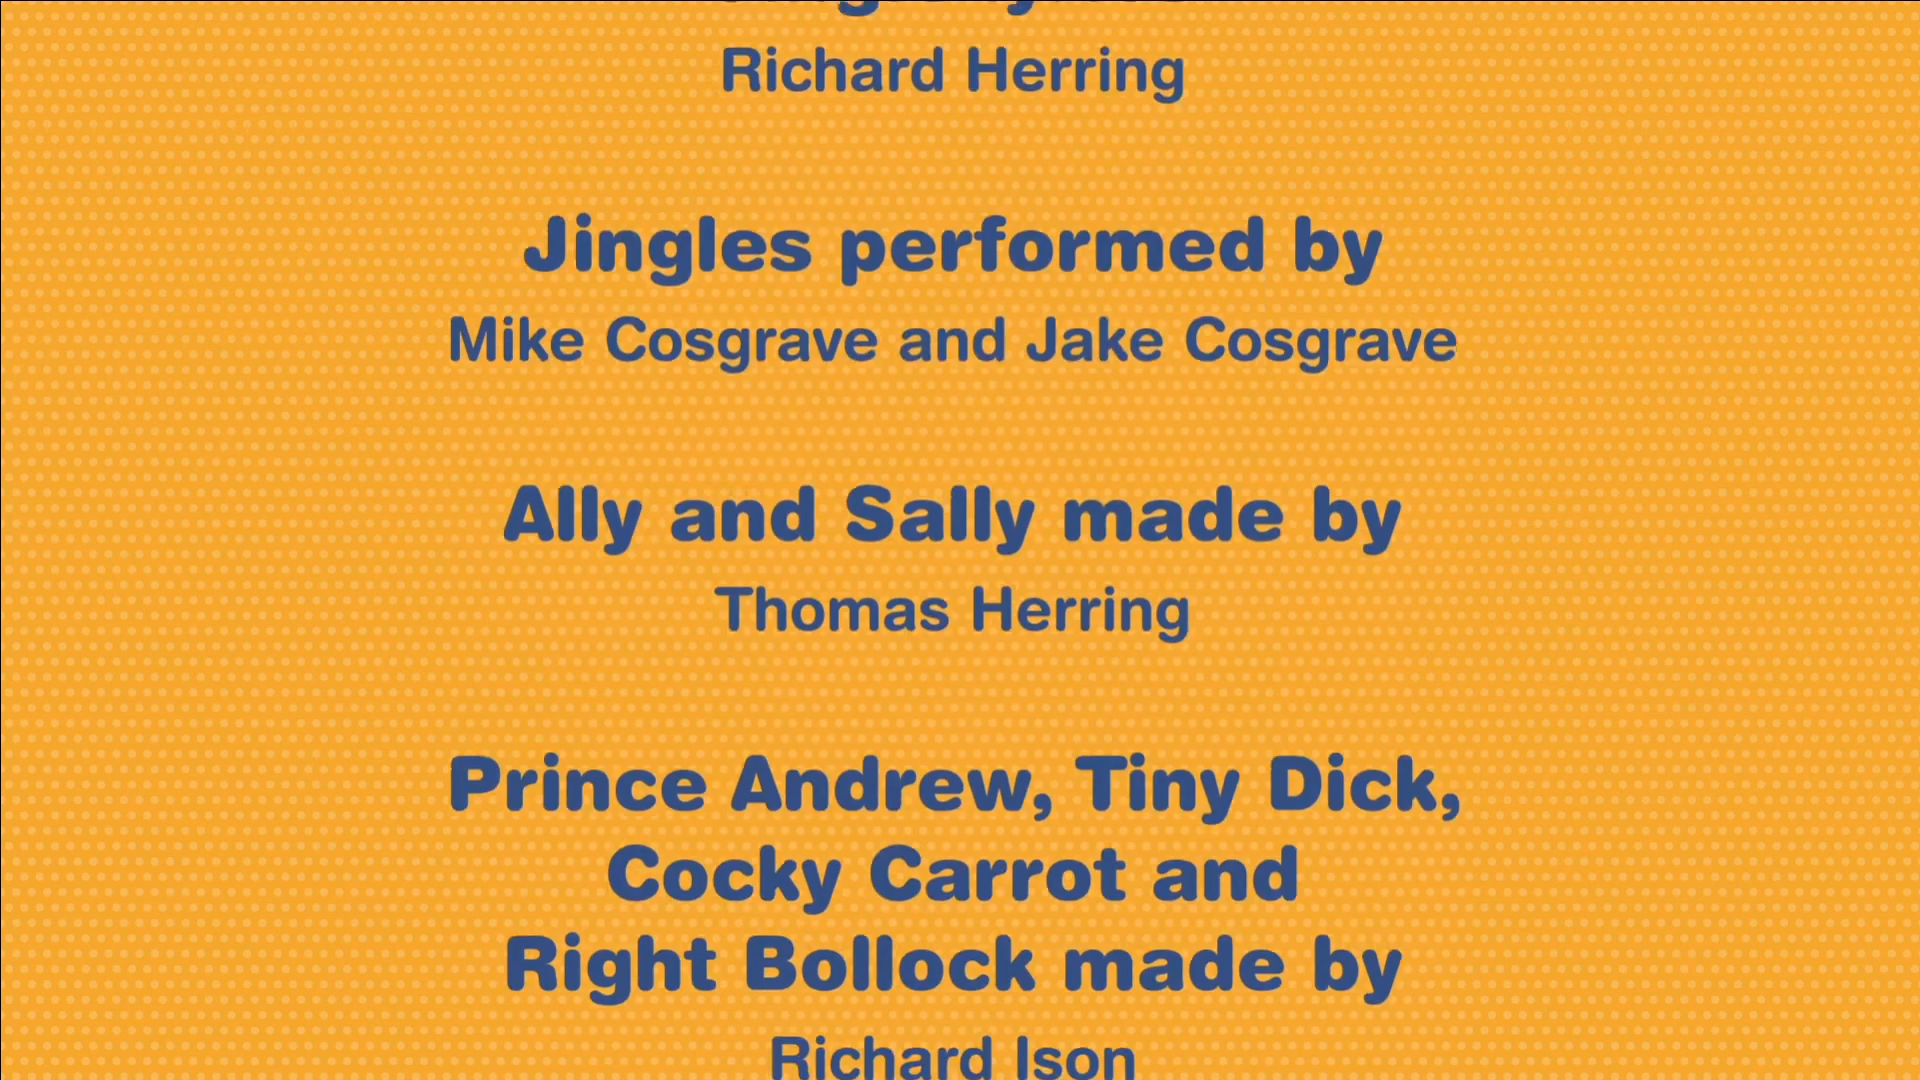 Richard Herring
Jingles performed by
Mike Cosgrave and Jake Cosgrave
Ally and Sally made by
Thomas Herring
Prince Andrew, Tiny Dick,
Cocky Carrot and
Right Bollock made by
Richard Ison